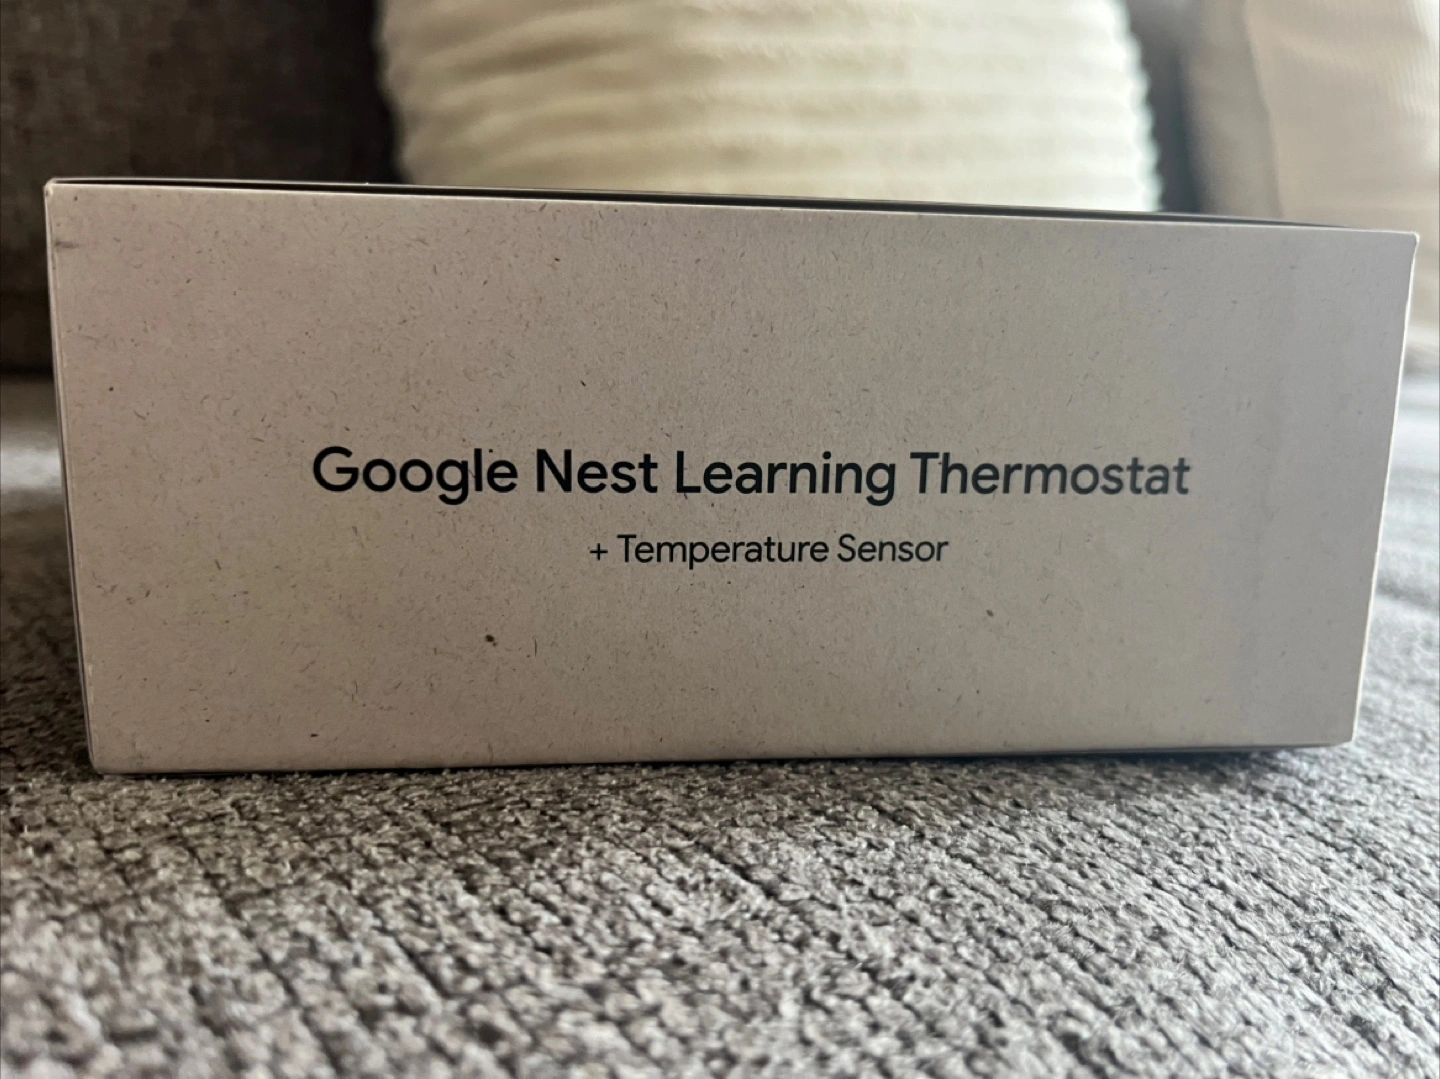 Google Nest Learning Thermostat
+ Temperature Sensor